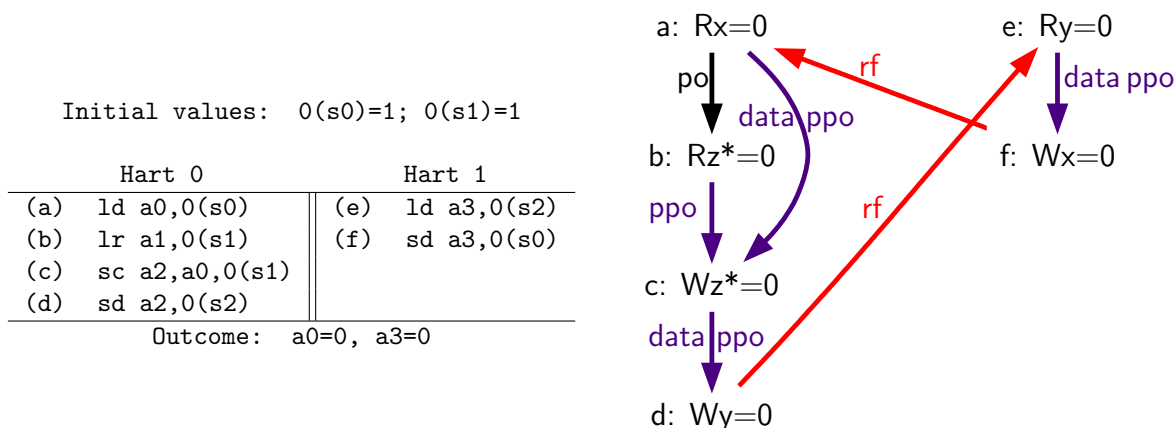 Initial values: 0(s0)=1; 0(s1)=1
Hart 0 Hart 1
(a) ld a0,0(s0) (e) ld a3,0(s2)
(b) lr a1,0(s1) (f) sd a3,0(s0)
(c) sc a2,a0,0(s1)
(d) sd a2,0(s2)
Outcome: a0=0, a3=0
a: Rx=0 e: Ry=0
rf
po data ppo
data ppo
b: Rz*=0 f: Wx=0
ppo rf
c: Wz*=0
data ppo
d: Wy=0